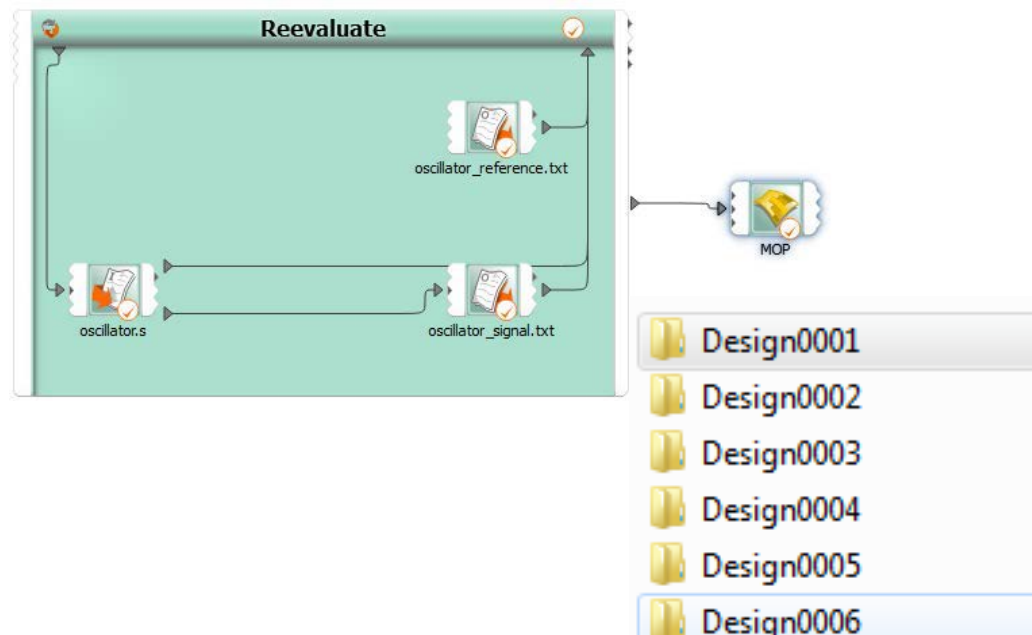 Reevaluate
oscillator_reference.txt
MOP
oscillator.s
oscillator_signal.txt
Design0001
Design0002
Design0003
Design0004
Design0005
Design0006